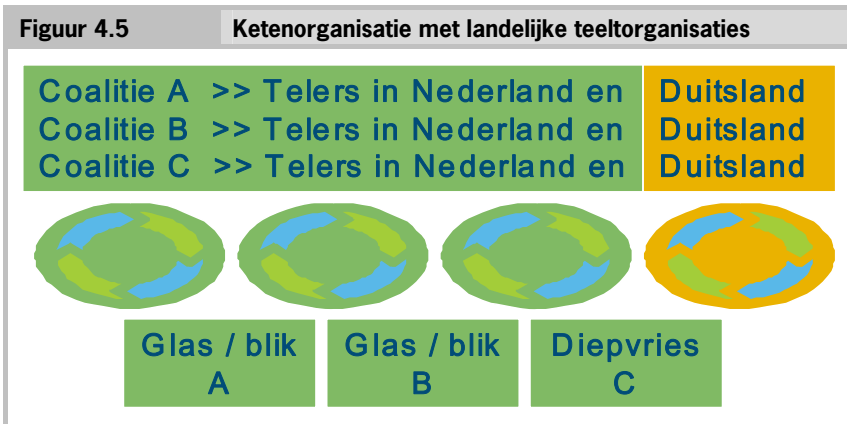 Figuur 4.5 Ketenorganisatie met landelijke teeltorganisaties
Coalitie A >> Telers in Nederland en Duitsland
Coalitie B >> Telers in Nederland en Duitsland
Coalitie C >> Telers in Nederland en Duitsland
Glas / blik Glas / blik Diepvries
A B C